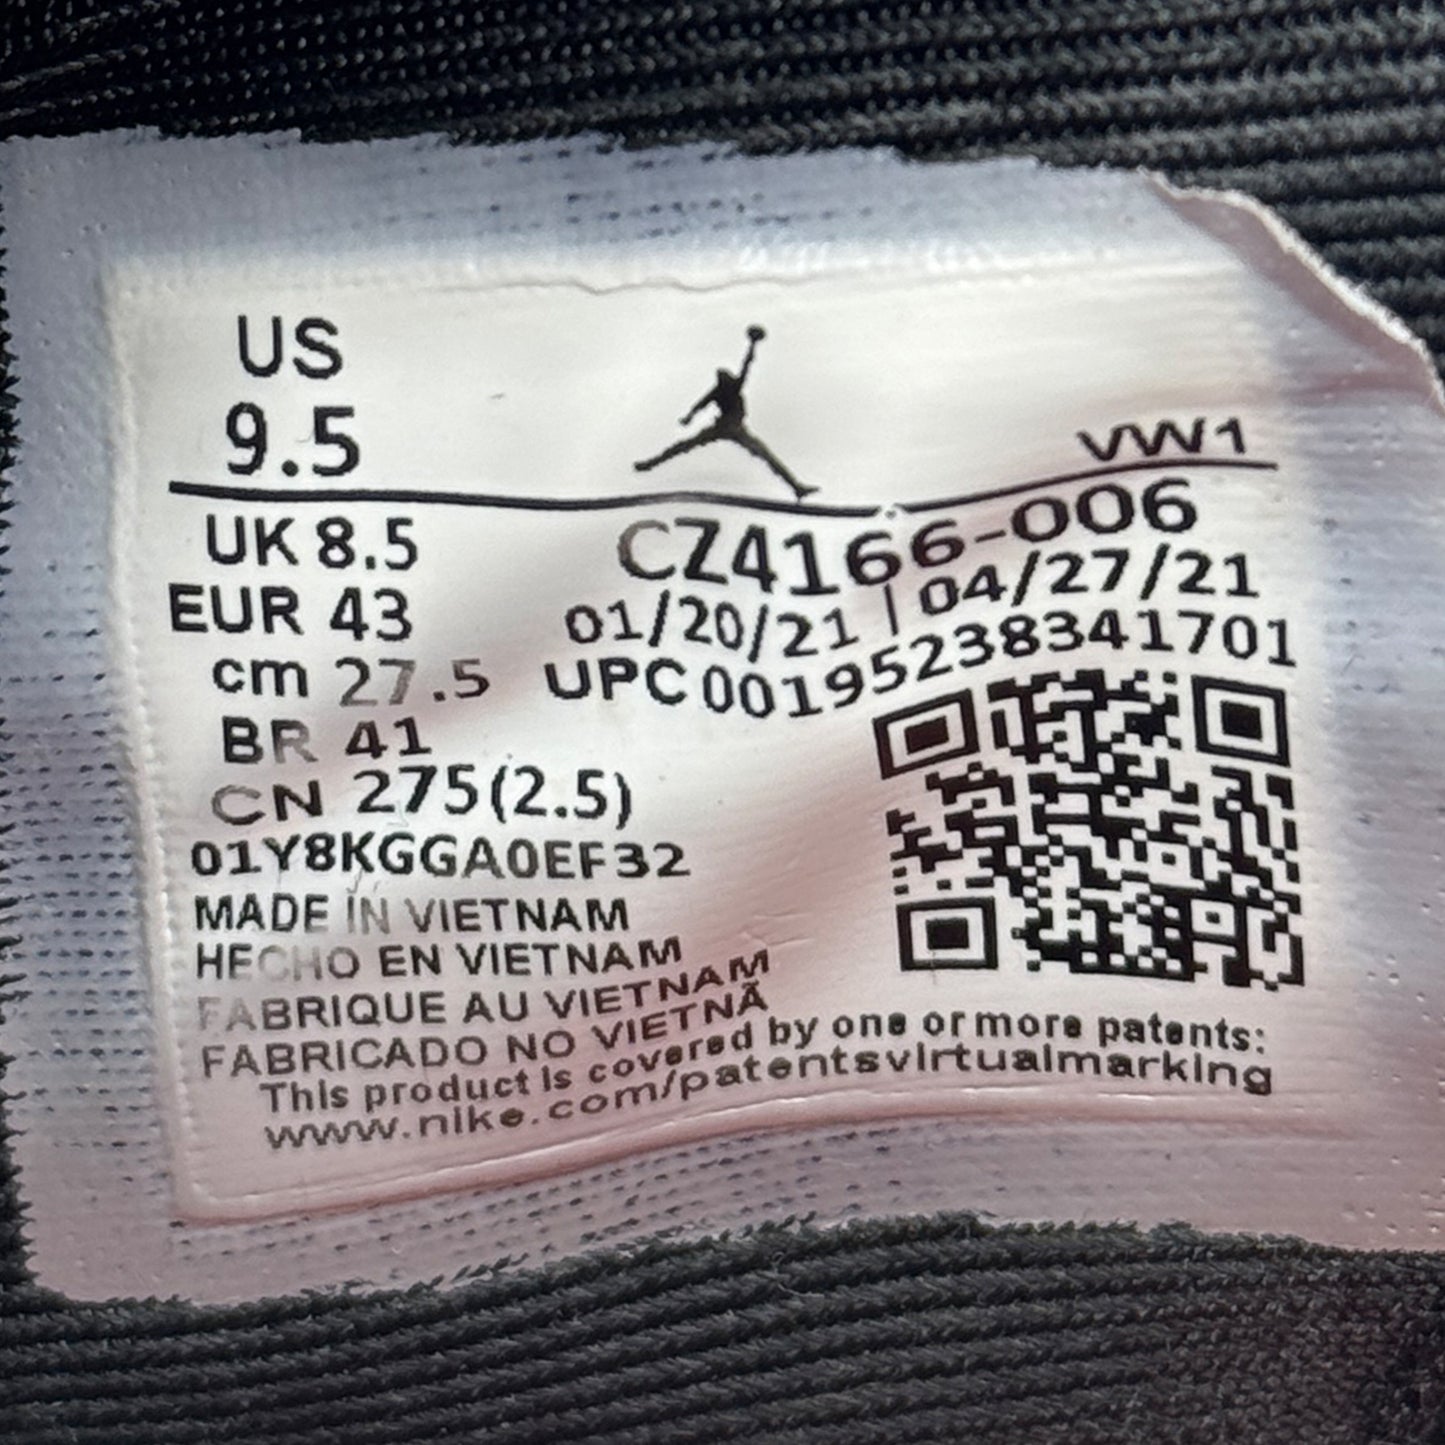 US
9.5
VW1
UK 8.5
EUR 43
cm 27.5
BR 41
CN 275(2.5)
CZ4166-006
01/20/21 | 04/27/21
UPC 00195238341701
01Y8KGGA0EF32
MADE IN VIETNAM
HECHO EN VIETNAM
FABRIQUE AU VIETNAM
FABRICADO NO VIETNÃ
This product is covered by one or more patents:
www.nike.com/patentsvirtualmarking